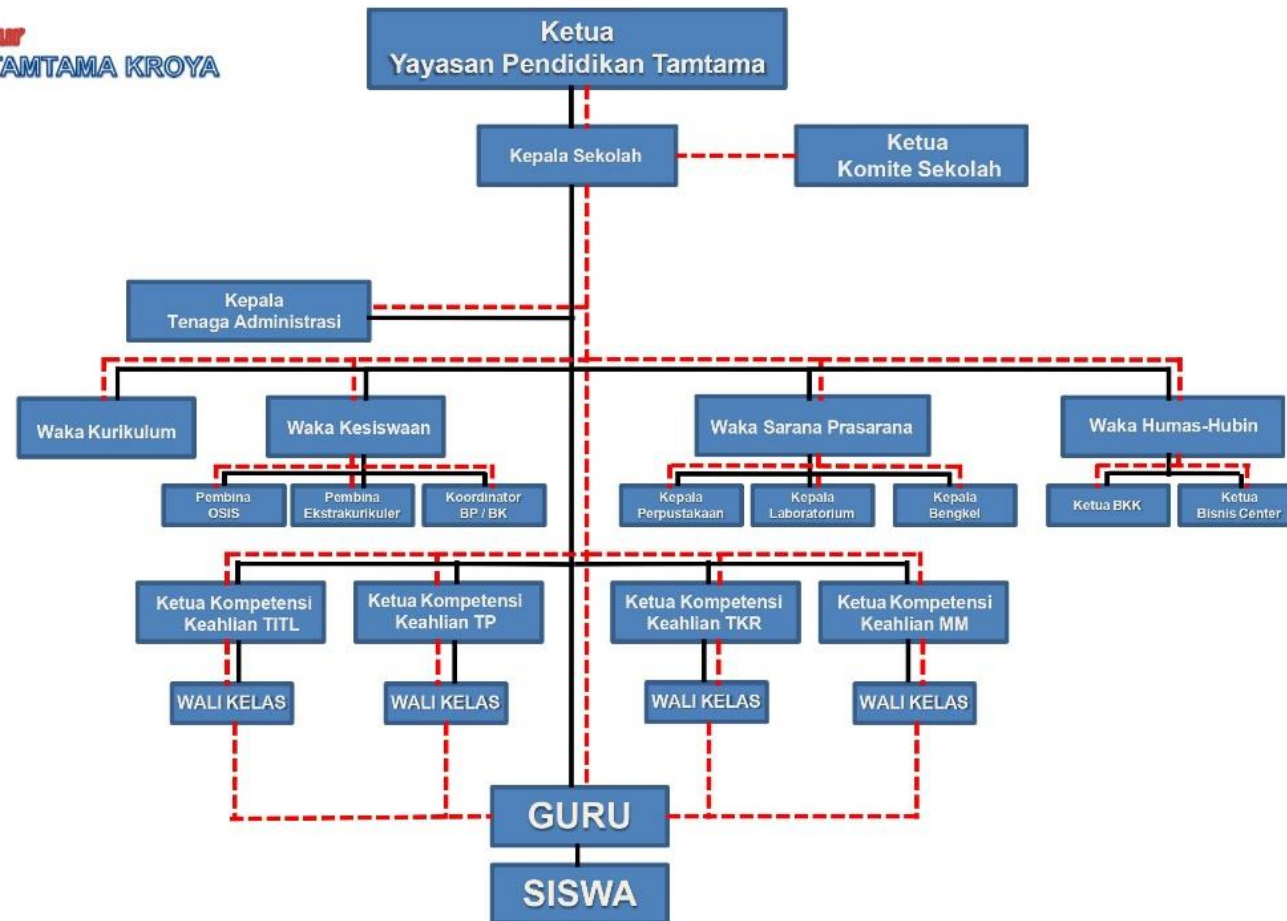 TAMTAMA KROYA
Ketua
Yayasan Pendidikan Tamtama
Kepala Sekolah
Ketua
Komite Sekolah
Kepala
Tenaga Administrasi
Waka Kurikulum
Waka Kesiswaan
Waka Sarana Prasarana
Waka Humas-Hubin
Pembina
OSIS
Pembina
Ekstrakurikuler
Koordinator
BP / BK
Kepala
Perpustakaan
Kepala
Laboratorium
Kepala
Bengkel
Ketua BKK
Ketua
Bisnis Center
Ketua Kompetensi
Keahlian TITL
Ketua Kompetensi
Keahlian TP
Ketua Kompetensi
Keahlian TKR
Ketua Kompetensi
Keahlian MM
WALI KELAS
WALI KELAS
WALI KELAS
WALI KELAS
GURU
SISWA